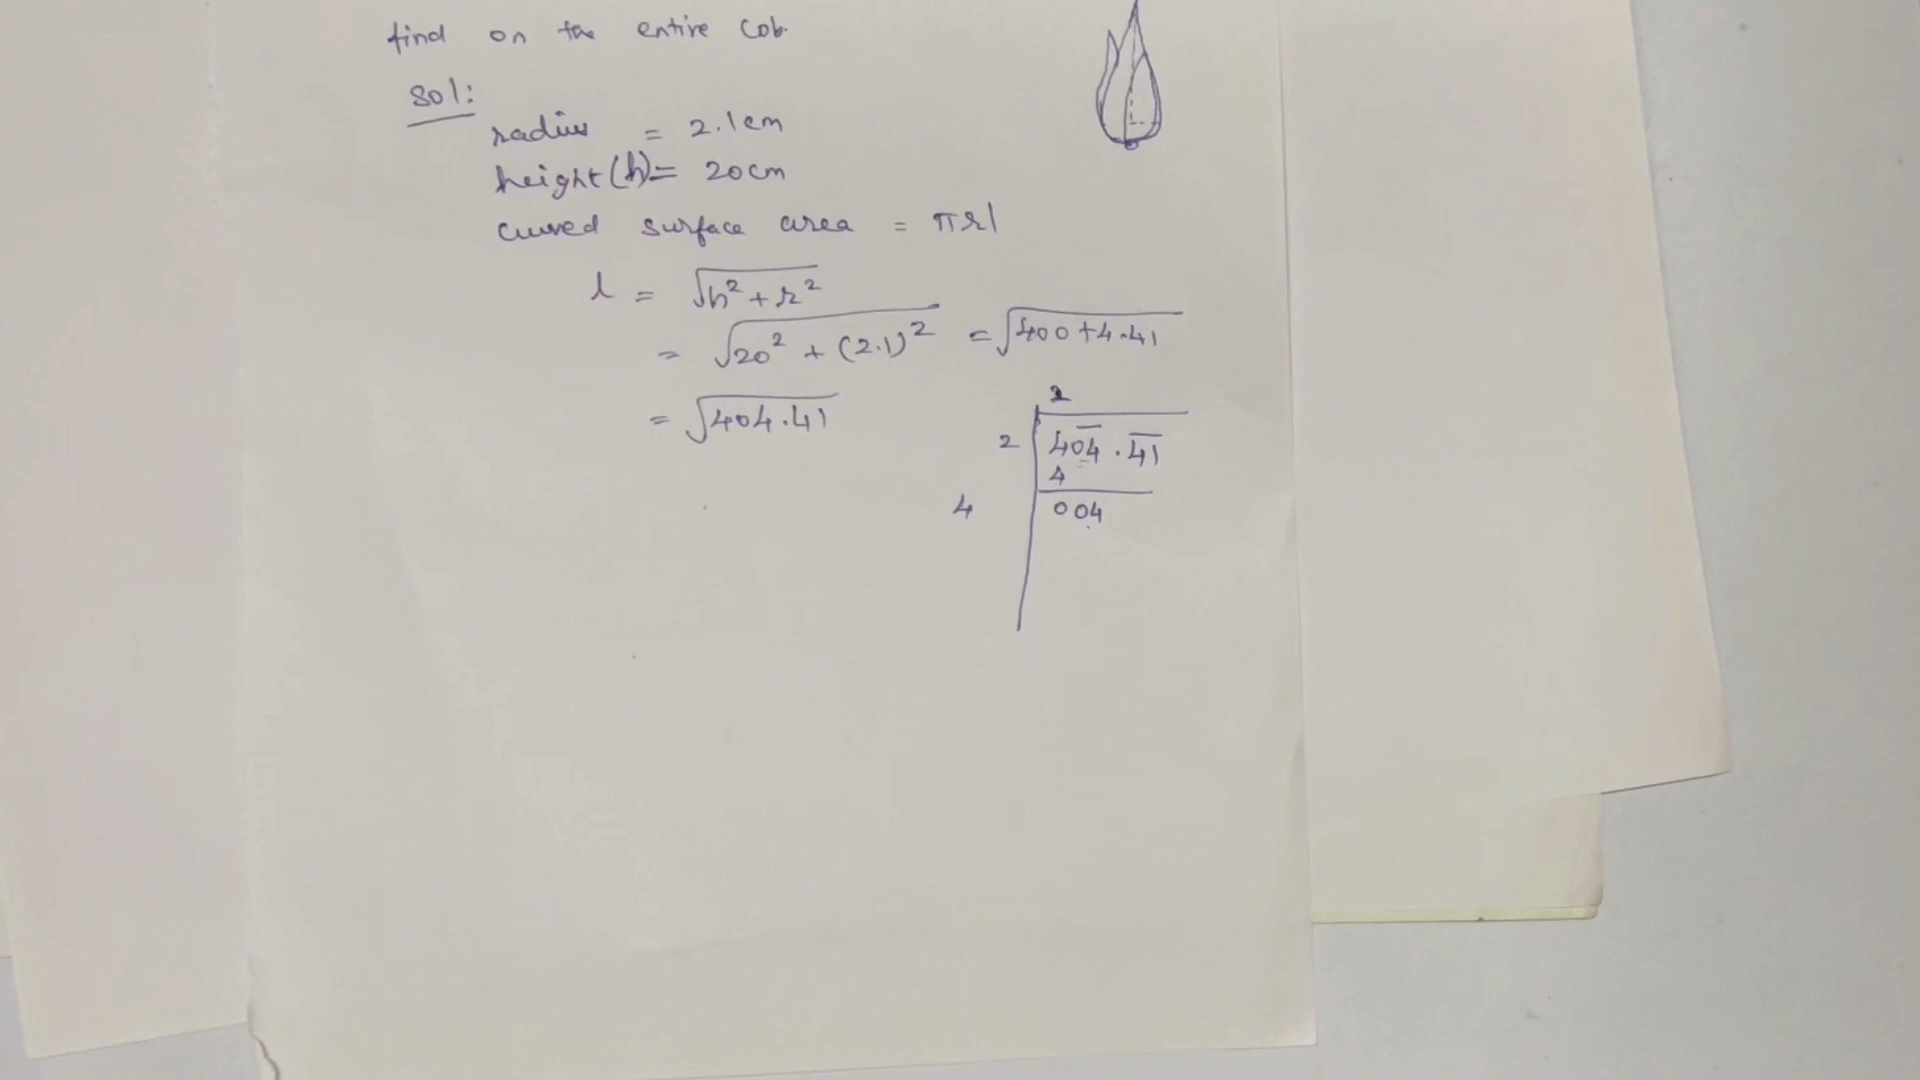 find on the entire cob.
Sol:
radius = 2.1cm
height(h)= 20cm
curved surface area = πrl
l = √h²+r²
= √20² + (2.1)² = √400+4.41
= √404.41
2
2 404.41
4
4 004